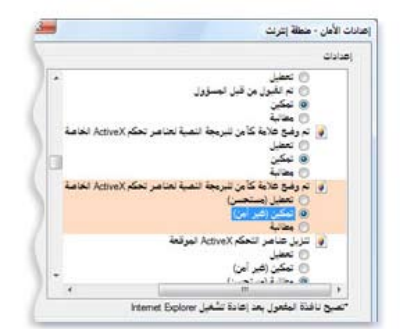 إعدادات الأمان - منطقة إنترنت
إعدادات
تعطيل
تم القبول من قبل المسؤول
تمكين
مطالبة
تم وضع علامة كآمن للبرمجة النصية لعناصر تحكم ActiveX الخاصة
تعطيل
تمكين
مطالبة
تم وضع علامة كآمن للبرمجة النصية لعناصر تحكم ActiveX الخاصة
تعطيل (مستحسن)
تمكين (غير آمن)
مطالبة
تنزيل عناصر التحكم ActiveX الموقعة
تعطيل
تمكين (غير آمن)
مطالبة (مستحسن)
*تصبح نافذة المفعول بعد إعادة تشغيل Internet Explorer